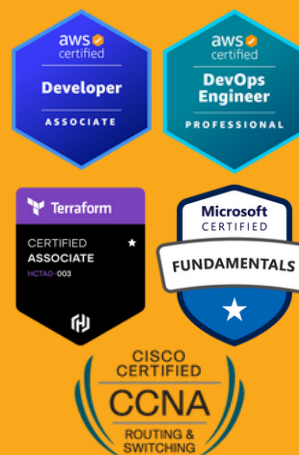 aws
certified
Developer
ASSOCIATE
aws
certified
DevOps
Engineer
PROFESSIONAL
Terraform
CERTIFIED
ASSOCIATE
HCTA0-003
Microsoft
CERTIFIED
FUNDAMENTALS
CISCO
CERTIFIED
CCNA
ROUTING &
SWITCHING